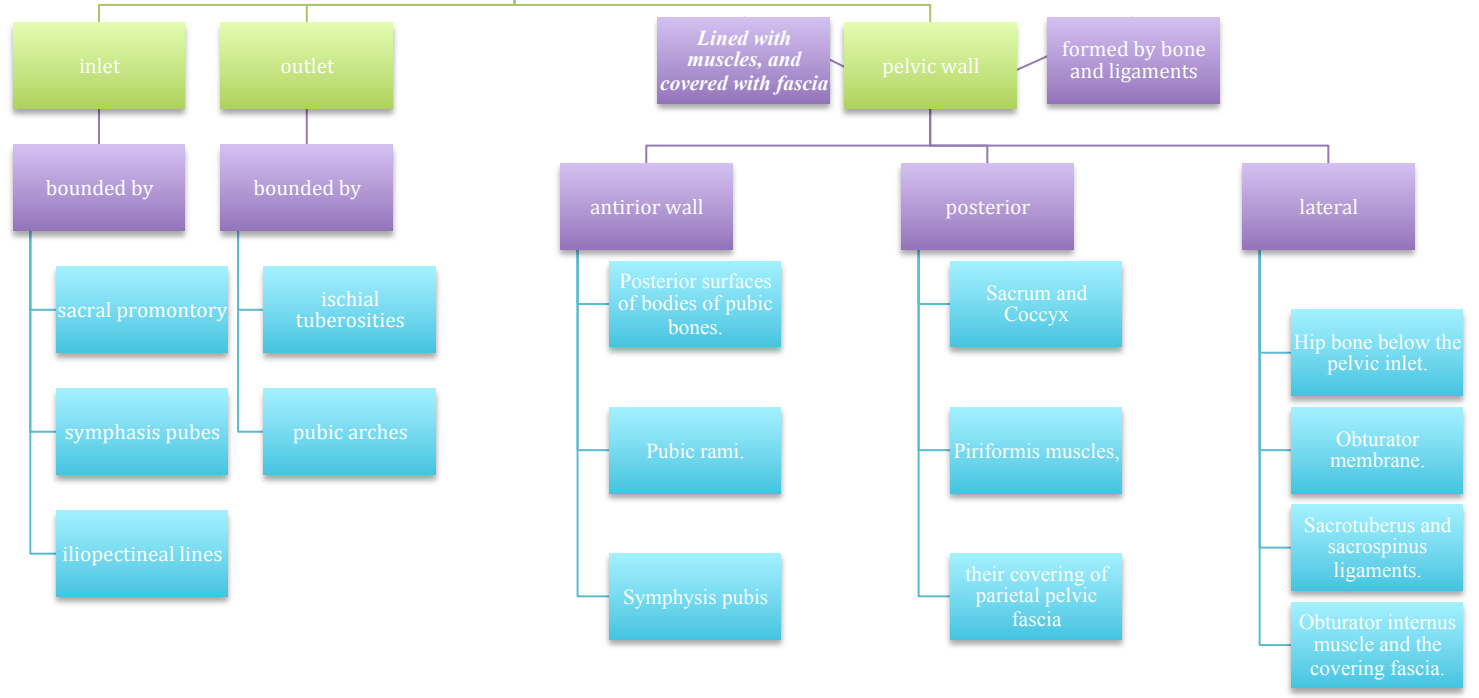 inlet
outlet
Lined with
muscles, and
covered with fascia
pelvic wall
formed by bone
and ligaments
bounded by
bounded by
antirior wall
posterior
lateral
sacral promontory
symphasis pubes
iliopectineal lines
ischial
tuberosities
pubic arches
Posterior surfaces
of bodies of pubic
bones.
Pubic rami.
Symphysis pubis
Sacrum and
Coccyx
Piriformis muscles,
their covering of
parietal pelvic
fascia
Hip bone below the
pelvic inlet.
Obturator
membrane.
Sacrotuberus and
sacrospinus
ligaments.
Obturator internus
muscle and the
covering fascia.